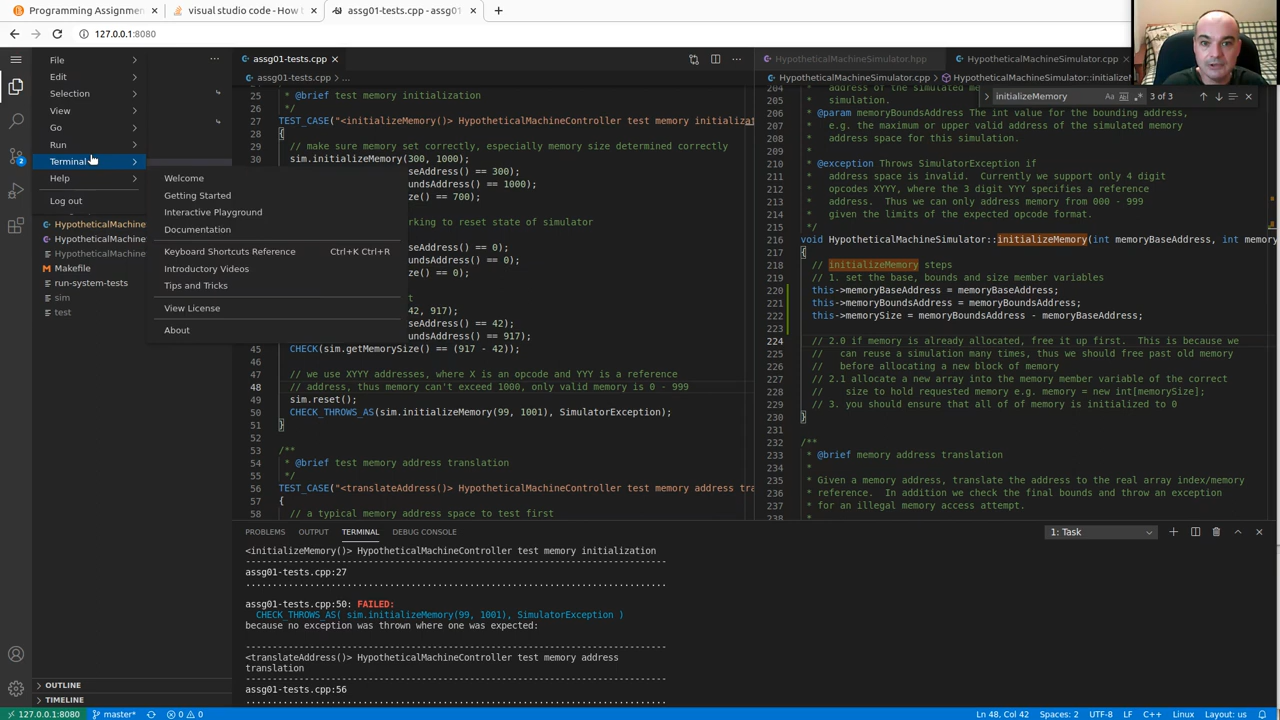 Programming Assignmen
visual studio code - How t
assg01-tests.cpp - assg01
127.0.0.1:8080
File
Edit
Selection
View
Go
Run
Terminal
Help
Log out
Welcome
Getting Started
Interactive Playground
Documentation
Keyboard Shortcuts Reference Ctrl+K Ctrl+R
Introductory Videos
Tips and Tricks
View License
About
HypotheticalMachine
HypotheticalMachine
HypotheticalMachine
Makefile
run-system-tests
sim
test
OUTLINE
TIMELINE
assg01-tests.cpp
assg01-tests.cpp > ...
25 * @brief test memory initialization
26 */
27 TEST_CASE("<initializeMemory()> HypotheticalMachineController test memory initializat
28 {
29 // make sure memory set correctly, especially memory size determined correctly
30 sim.initializeMemory(300, 1000);
aseAddress() == 300);
oundsAddress() == 1000);
ize() == 700);
orking to reset state of simulator
aseAddress() == 0);
oundsAddress() == 0);
ize() == 0);
st
42, 917);
aseAddress() == 42);
oundsAddress() == 917);
45 CHECK(sim.getMemorySize() == (917 - 42));
46
47 // we use XYYY addresses, where X is an opcode and YYY is a reference
48 // address, thus memory can't exceed 1000, only valid memory is 0 - 999
49 sim.reset();
50 CHECK_THROWS_AS(sim.initializeMemory(99, 1001), SimulatorException);
51 }
52
53 /**
54 * @brief test memory address translation
55 */
56 TEST_CASE("<translateAddress()> HypotheticalMachineController test memory address tra
57 {
58 // a typical memory address space to test first
HypotheticalMachineSimulator.hpp
HypotheticalMachineSimulator.cpp
HypotheticalMachineSimulator.cpp > HypotheticalMachineSimulator::initializeM
initializeMemory
3 of 3
204 * address of the simulated me
205 * simulation.
206 * @param memoryBoundsAddress The int value for the bounding address,
207 * e.g. the maximum or upper valid address of the simulated memory
208 * address space for this simulation.
209 *
210 * @exception Throws SimulatorException if
211 * address space is invalid. Currently we support only 4 digit
212 * opcodes XYYY, where the 3 digit YYY specifies a reference
213 * address. Thus we can only address memory from 000 - 999
214 * given the limits of the expected opcode format.
215 */
216 void HypotheticalMachineSimulator::initializeMemory(int memoryBaseAddress, int memory
217 {
218 // initializeMemory steps
219 // 1. set the base, bounds and size member variables
220 this->memoryBaseAddress = memoryBaseAddress;
221 this->memoryBoundsAddress = memoryBoundsAddress;
222 this->memorySize = memoryBoundsAddress - memoryBaseAddress;
223
224 // 2.0 if memory is already allocated, free it up first. This is because we
225 // can reuse a simulation many times, thus we should free past old memory
226 // before allocating a new block of memory
227 // 2.1 allocate a new array into the memory member variable of the correct
228 // size to hold requested memory e.g. memory = new int[memorySize];
229 // 3. you should ensure that all of of memory is initialized to 0
230 }
231
232 /**
233 * @brief memory address translation
234 *
235 * Given a memory address, translate the address to the real array index/memory
236 * reference. In addition we check the final bounds and throw an exception
237 * for an illegal memory access attempt.
238 *
PROBLEMS OUTPUT TERMINAL DEBUG CONSOLE
1: Task
<initializeMemory()> HypotheticalMachineController test memory initialization
-------------------------------------------------------------------------------
assg01-tests.cpp:27
...............................................................................
assg01-tests.cpp:50: FAILED:
CHECK_THROWS_AS( sim.initializeMemory(99, 1001), SimulatorException )
because no exception was thrown where one was expected:
-------------------------------------------------------------------------------
<translateAddress()> HypotheticalMachineController test memory address
translation
-------------------------------------------------------------------------------
assg01-tests.cpp:56
...............................................................................
2
127.0.0.1:8080
master*
0 0
Ln 48, Col 42
Spaces: 2
UTF-8
LF
C++
Linux
Layout: us